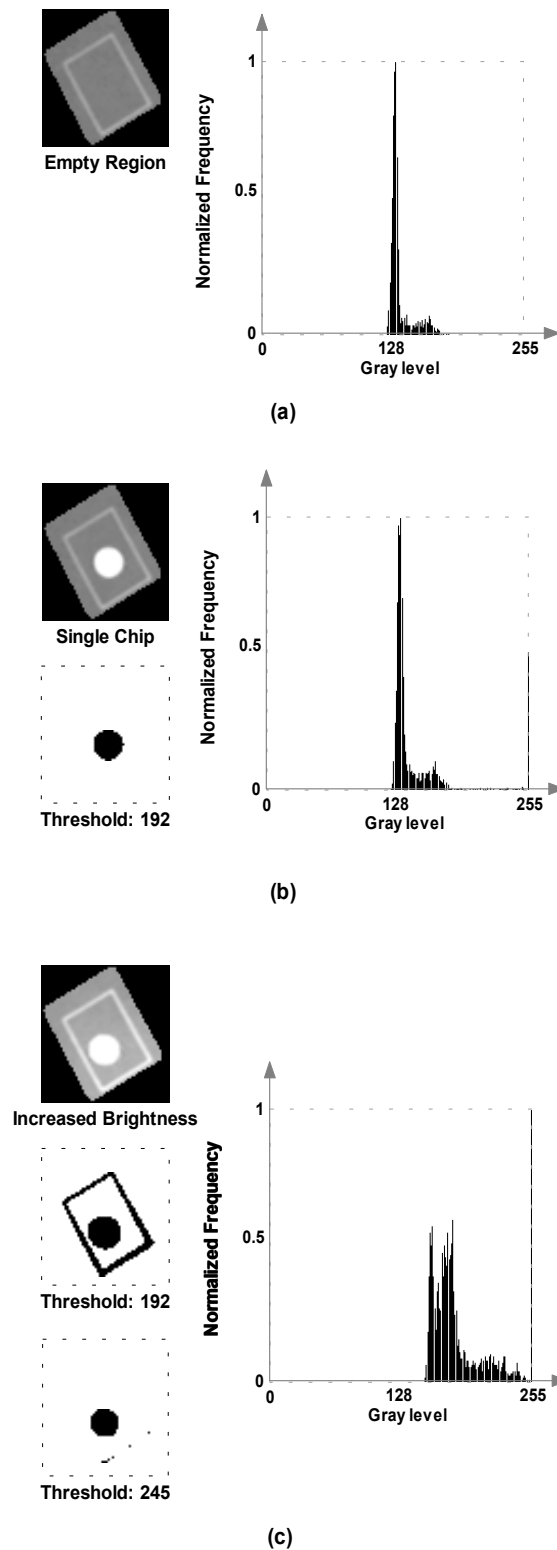 Empty Region
Normalized Frequency
1
0.5
0
0
128
255
Gray level
(a)
Single Chip
Threshold: 192
Normalized Frequency
1
0.5
0
0
128
255
Gray level
(b)
Increased Brightness
Threshold: 192
Threshold: 245
Normalized Frequency
1
0.5
0
0
128
255
Gray level
(c)